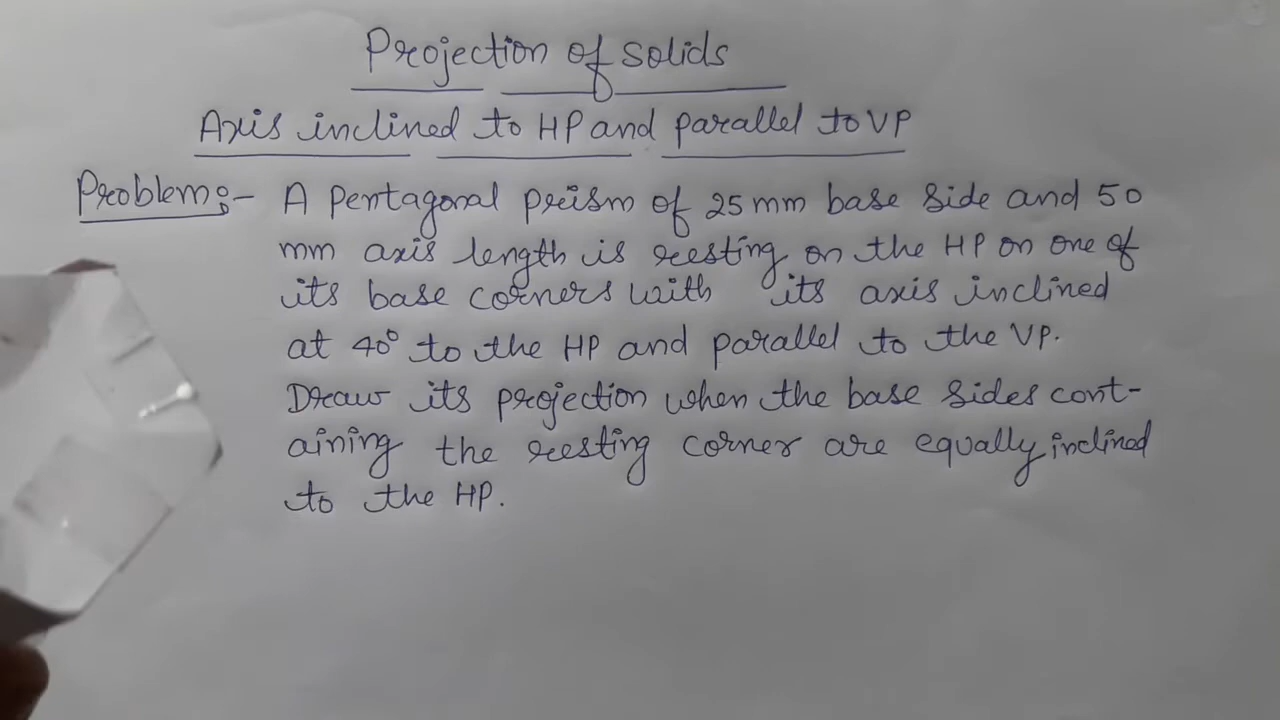 Projection of solids
Axis inclined to HP and parallel to VP
Problem:- A pentagonal prism of 25 mm base side and 50
mm axis length is resting on the HP on one of
its base corners with its axis inclined
at 40° to the HP and parallel to the VP.
Draw its projection when the base sides cont-
aining the resting corner are equally inclined
to the HP.